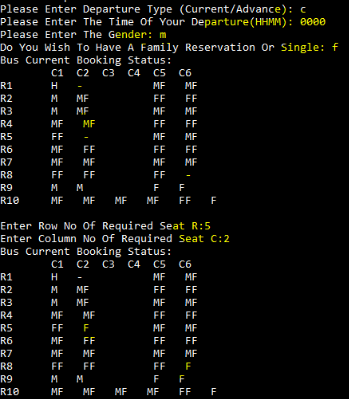 Please Enter Departure Type (Current/Advance): c
Please Enter The Time Of Your Departure(HHMM): 0000
Please Enter The Gender: m
Do You Wish To Have A Family Reservation Or Single: f
Bus Current Booking Status:
C1 C2 C3 C4 C5 C6
R1 H - MF MF
R2 M MF FF FF
R3 M MF FF FF
R4 MF MF FF FF
R5 FF - MF MF
R6 MF FF FF FF
R7 MF MF MF MF
R8 FF FF FF -
R9 M M F F
R10 MF MF MF MF FF F
Enter Row No Of Required Seat R:5
Enter Column No Of Required Seat C:2
Bus Current Booking Status:
C1 C2 C3 C4 C5 C6
R1 H - MF MF
R2 M MF FF FF
R3 M MF FF FF
R4 MF MF FF FF
R5 FF F MF MF
R6 MF FF FF FF
R7 MF MF MF MF
R8 FF FF FF F
R9 M M F F
R10 MF MF MF MF FF F